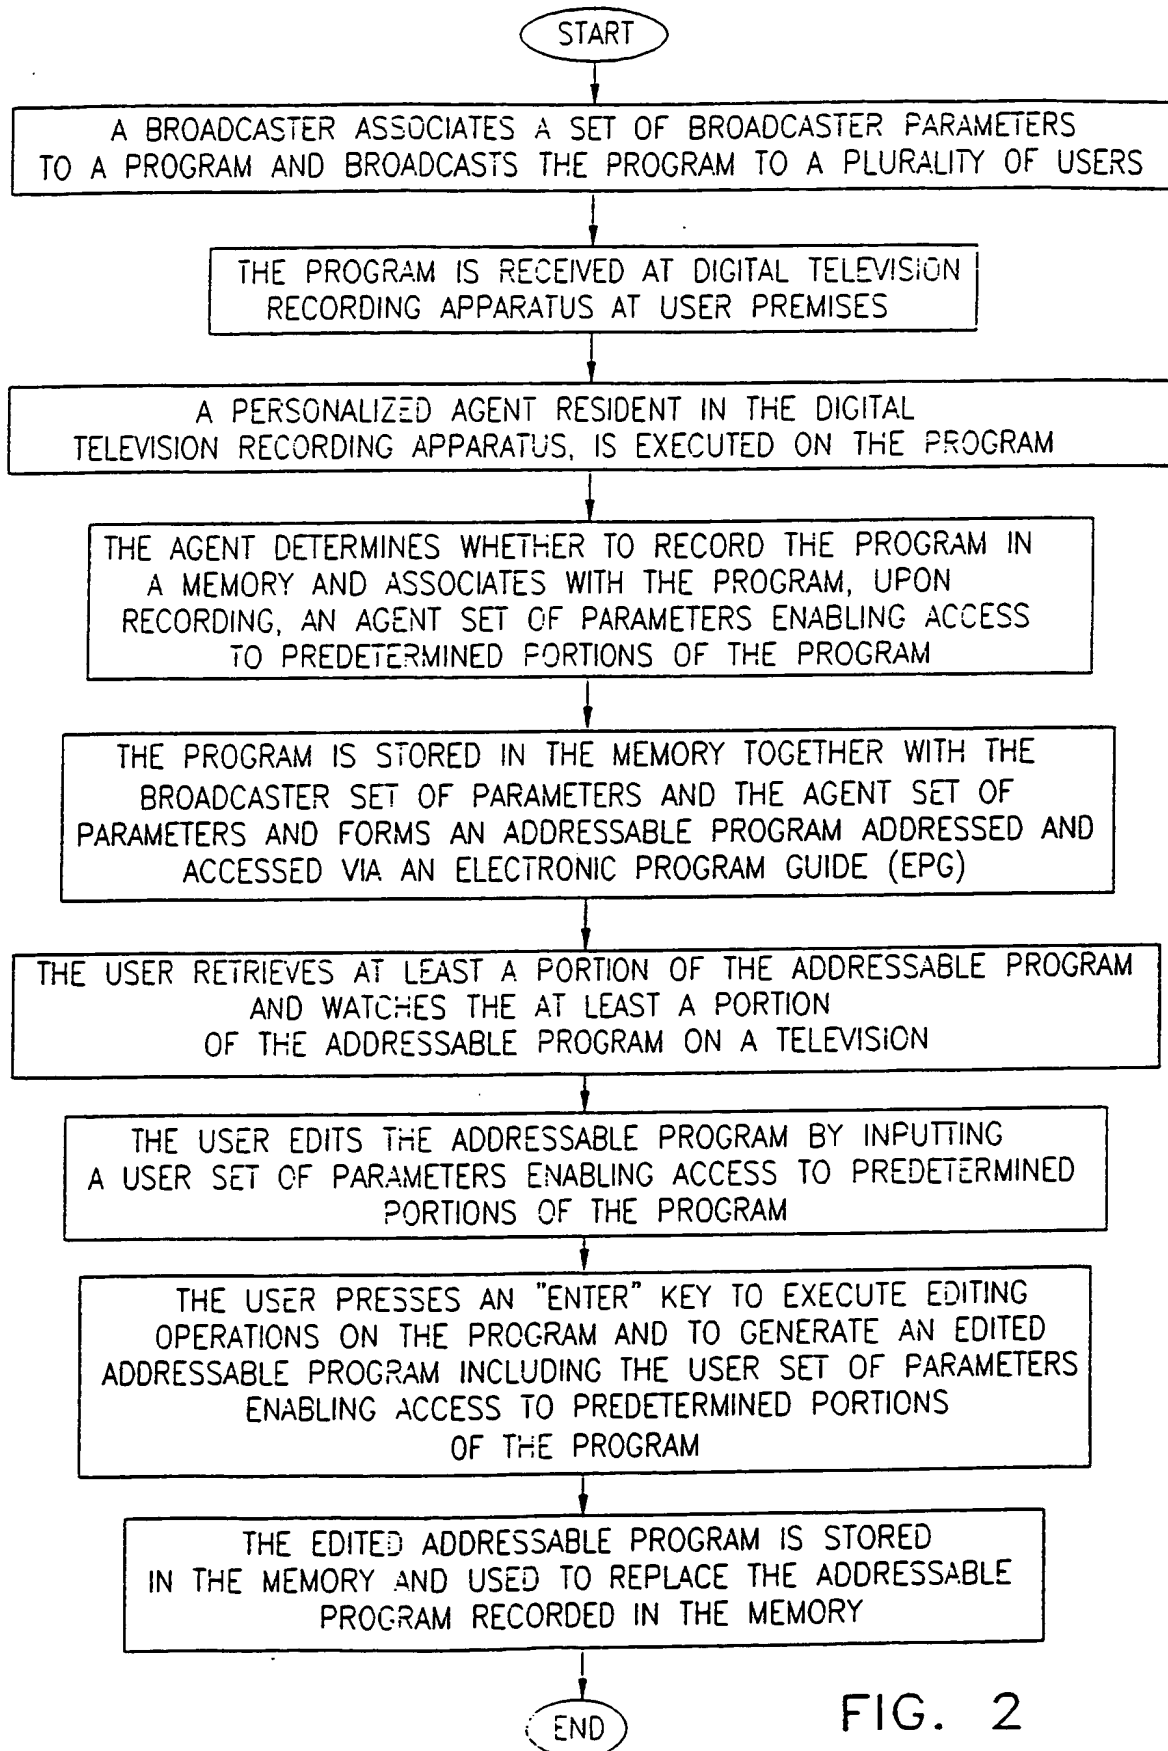 START
A BROADCASTER ASSOCIATES A SET OF BROADCASTER PARAMETERS
TO A PROGRAM AND BROADCASTS THE PROGRAM TO A PLURALITY OF USERS
THE PROGRAM IS RECEIVED AT DIGITAL TELEVISION
RECORDING APPARATUS AT USER PREMISES
A PERSONALIZED AGENT RESIDENT IN THE DIGITAL
TELEVISION RECORDING APPARATUS, IS EXECUTED ON THE PROGRAM
THE AGENT DETERMINES WHETHER TO RECORD THE PROGRAM IN
A MEMORY AND ASSOCIATES WITH THE PROGRAM, UPON
RECORDING, AN AGENT SET OF PARAMETERS ENABLING ACCESS
TO PREDETERMINED PORTIONS OF THE PROGRAM
THE PROGRAM IS STORED IN THE MEMORY TOGETHER WITH THE
BROADCASTER SET OF PARAMETERS AND THE AGENT SET OF
PARAMETERS AND FORMS AN ADDRESSABLE PROGRAM ADDRESSED AND
ACCESSED VIA AN ELECTRONIC PROGRAM GUIDE (EPG)
THE USER RETRIEVES AT LEAST A PORTION OF THE ADDRESSABLE PROGRAM
AND WATCHES THE AT LEAST A PORTION
OF THE ADDRESSABLE PROGRAM ON A TELEVISION
THE USER EDITS THE ADDRESSABLE PROGRAM BY INPUTTING
A USER SET OF PARAMETERS ENABLING ACCESS TO PREDETERMINED
PORTIONS OF THE PROGRAM
THE USER PRESSES AN "ENTER" KEY TO EXECUTE EDITING
OPERATIONS ON THE PROGRAM AND TO GENERATE AN EDITED
ADDRESSABLE PROGRAM INCLUDING THE USER SET OF PARAMETERS
ENABLING ACCESS TO PREDETERMINED PORTIONS
OF THE PROGRAM
THE EDITED ADDRESSABLE PROGRAM IS STORED
IN THE MEMORY AND USED TO REPLACE THE ADDRESSABLE
PROGRAM RECORDED IN THE MEMORY
END
FIG. 2